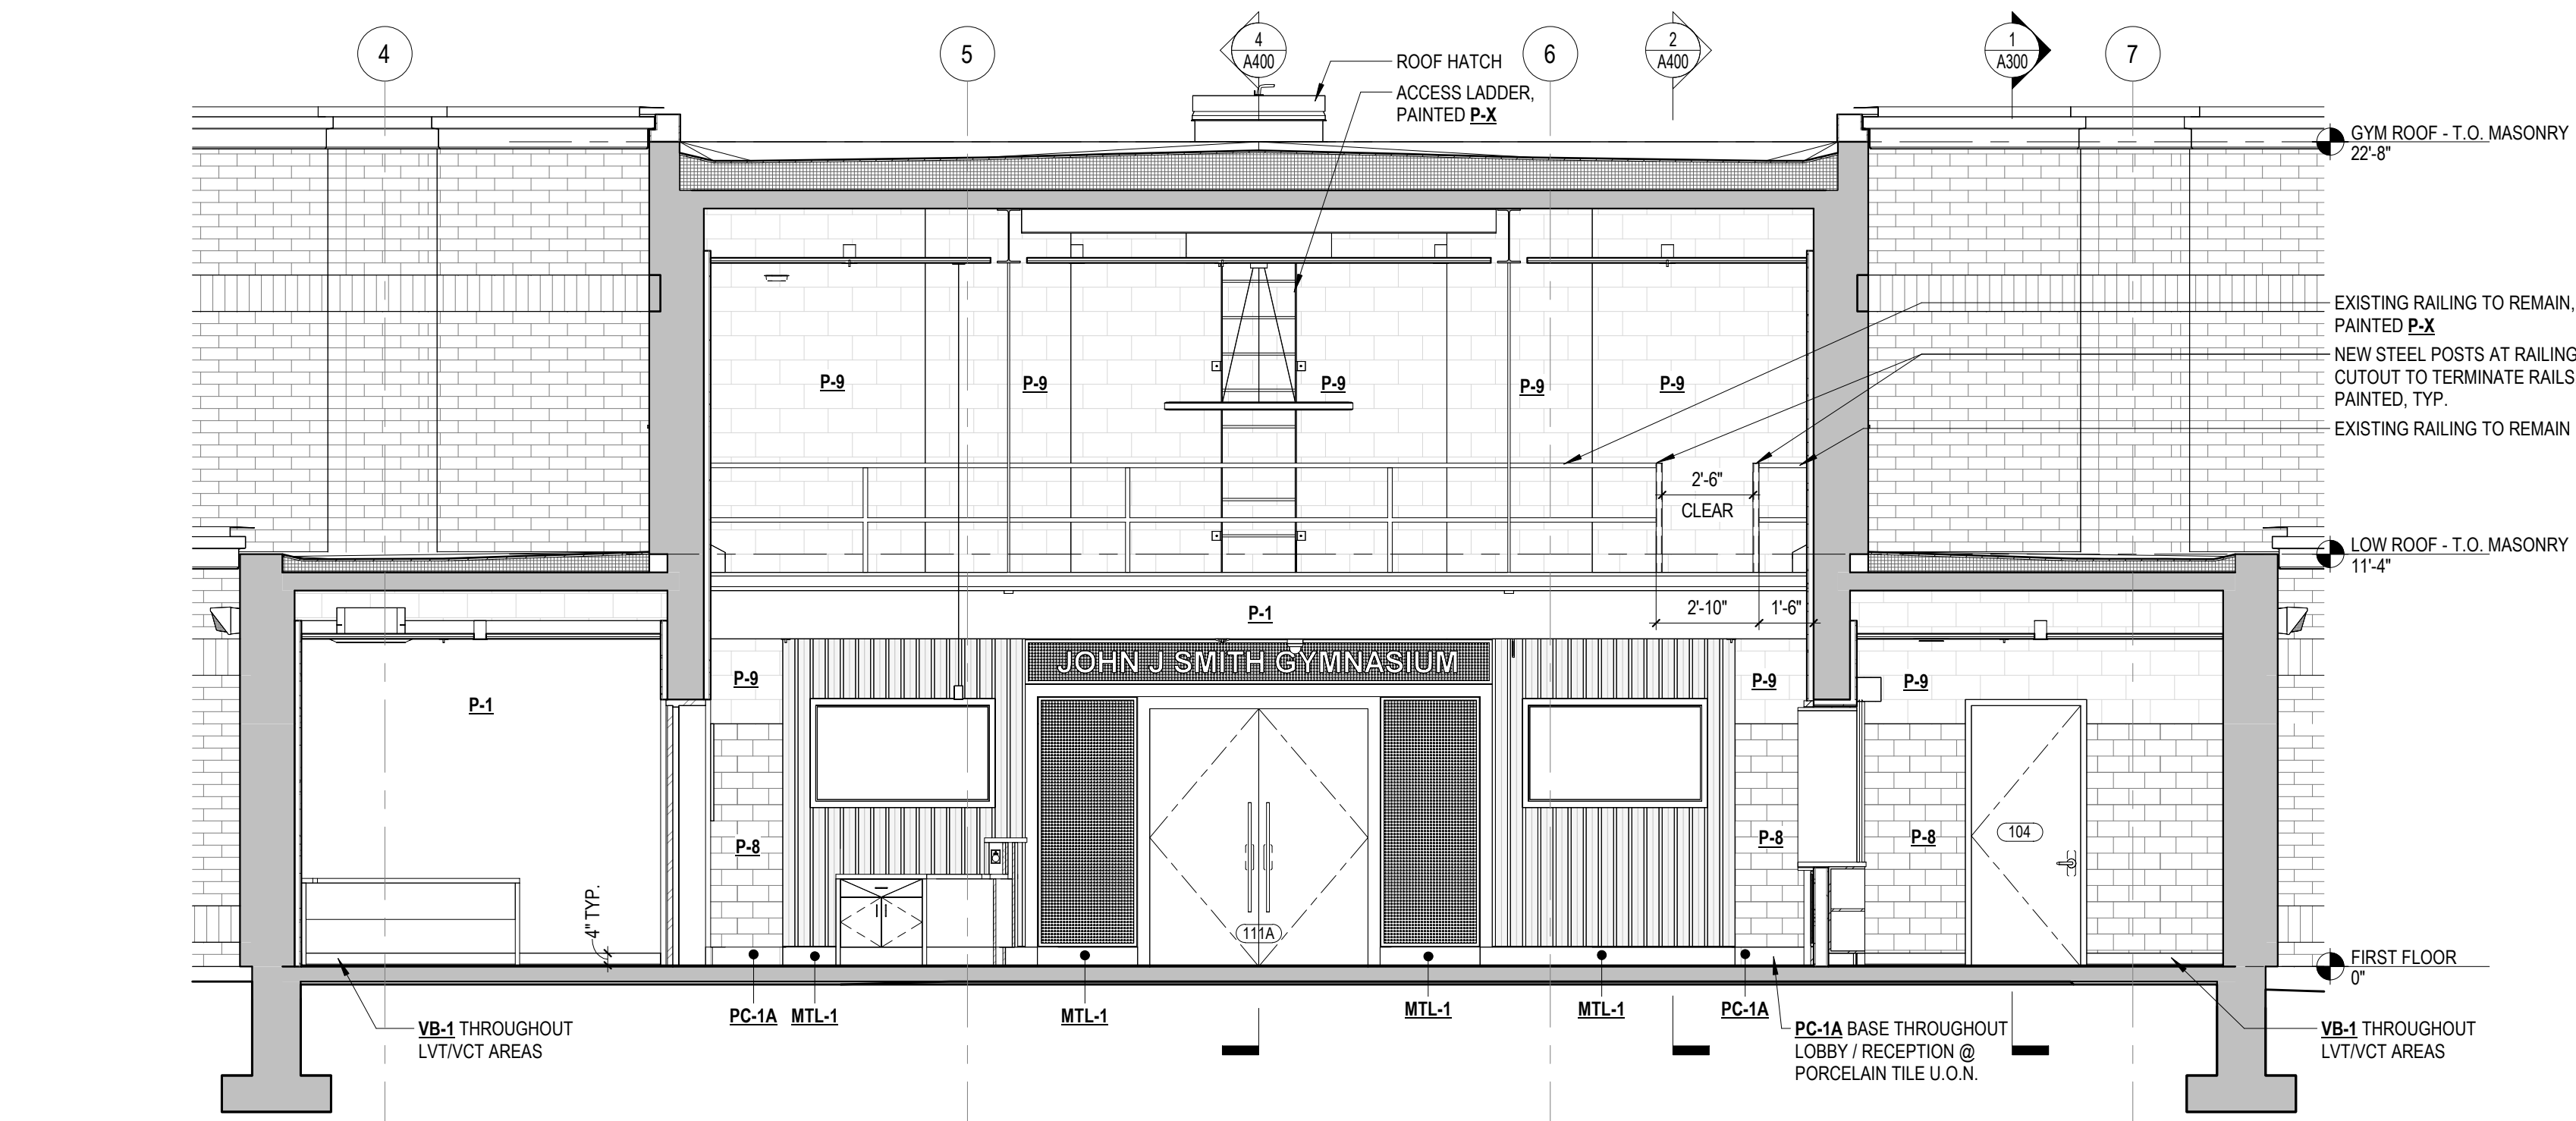 4
5
4
A400
6
2
A400
1
A300
7
ROOF HATCH
ACCESS LADDER,
PAINTED P-X
GYM ROOF - T.O. MASONRY
22'-8"
EXISTING RAILING TO REMAIN,
PAINTED P-X
NEW STEEL POSTS AT RAILING
CUTOUT TO TERMINATE RAILS
PAINTED, TYP.
EXISTING RAILING TO REMAIN
P-9
P-9
P-9
P-9
P-9
2'-6"
CLEAR
LOW ROOF - T.O. MASONRY
11'-4"
P-1
2'-10"
1'-6"
JOHN J SMITH GYMNASIUM
P-1
P-9
P-9
P-9
P-8
P-8
P-8
104
4" TYP.
111A
FIRST FLOOR
0"
PC-1A
MTL-1
MTL-1
MTL-1
MTL-1
PC-1A
VB-1 THROUGHOUT
LVT/VCT AREAS
PC-1A BASE THROUGHOUT
LOBBY / RECEPTION @
PORCELAIN TILE U.O.N.
VB-1 THROUGHOUT
LVT/VCT AREAS